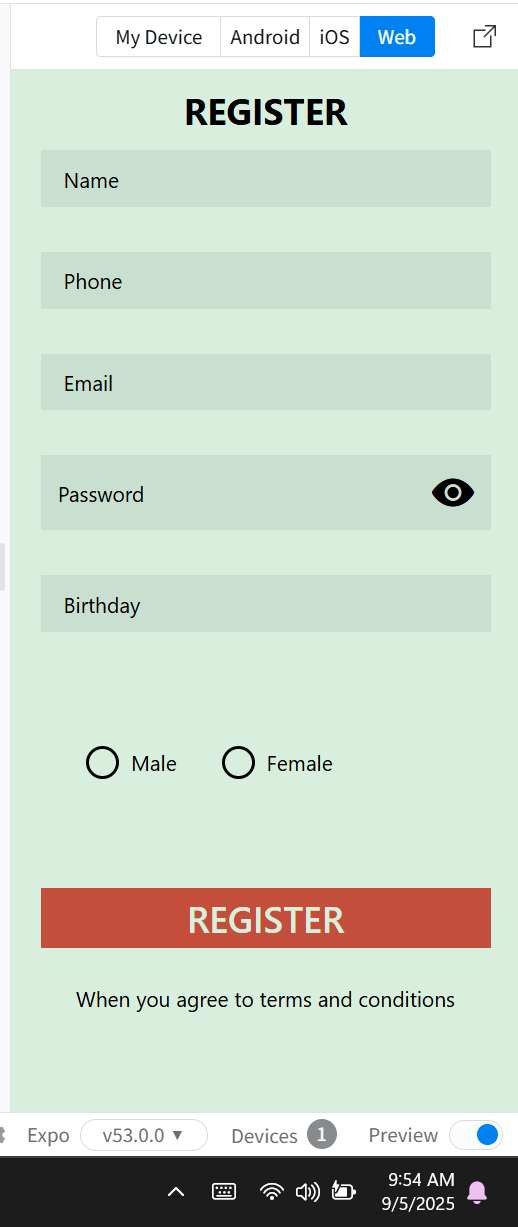 My Device Android iOS Web
REGISTER
Name
Phone
Email
Password
Birthday
Male Female
REGISTER
When you agree to terms and conditions
Expo v53.0.0 ▼ Devices 1 Preview
9:54 AM
9/5/2025